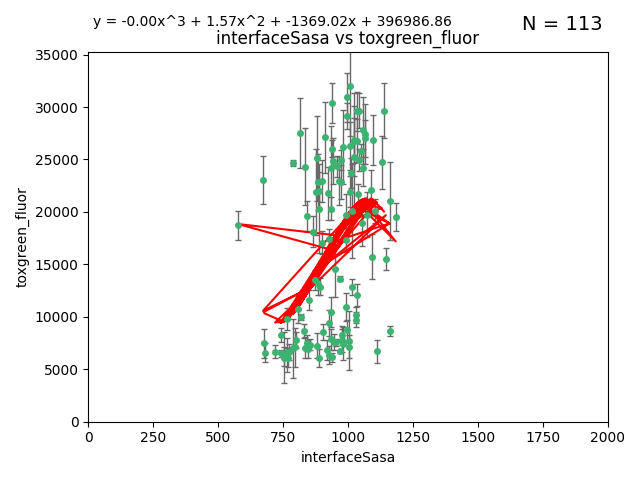 y = -0.00x^3 + 1.57x^2 + -1369.02x + 396986.86
N = 113
interfaceSasa vs toxgreen_fluor
35000
30000
25000
20000
15000
10000
5000
0
toxgreen_fluor
0 250 500 750 1000 1250 1500 1750 2000
interfaceSasa